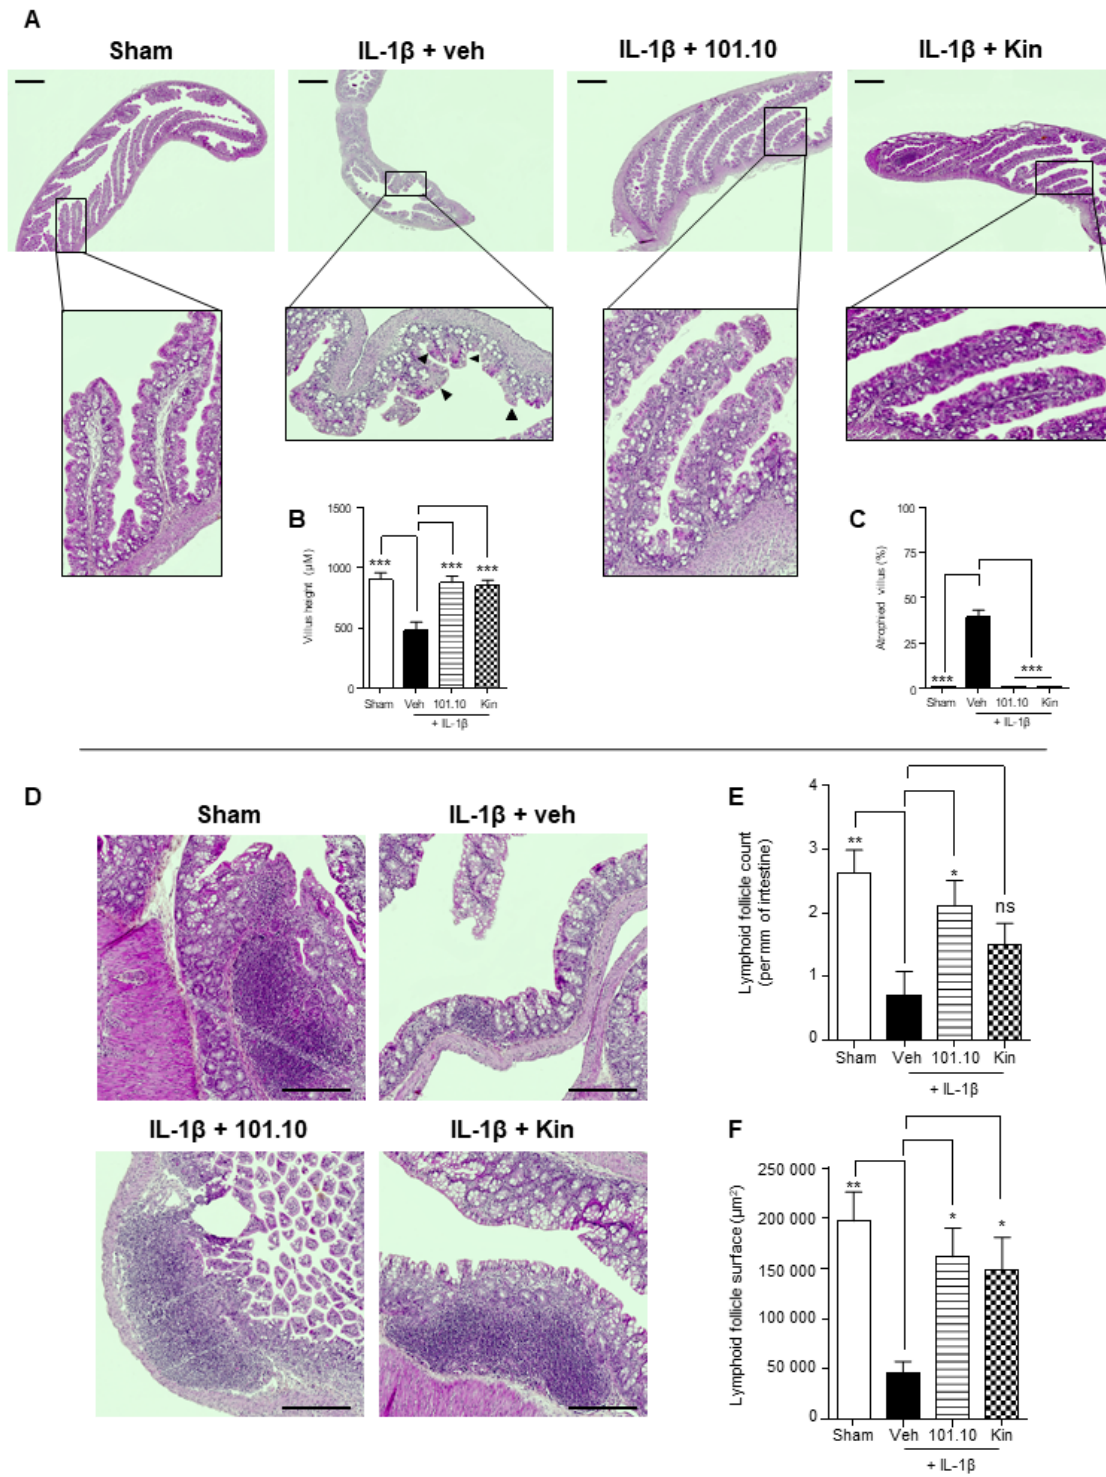 A
Sham
IL-1β + veh
IL-1β + 101.10
IL-1β + Kin
B
Villus height (µM)
1500
1000
500
0
***
***
***
Sham Veh 101.10 Kin
+ IL-1β
C
Atrophied villus (%)
100
75
50
25
0
***
***
Sham Veh 101.10 Kin
+ IL-1β
D
Sham
IL-1β + veh
IL-1β + 101.10
IL-1β + Kin
E
Lymphoid follicle count
(per mm of intestine)
4
3
2
1
0
**
*
ns
Sham Veh 101.10 Kin
+ IL-1β
F
Lymphoid follicle surface (µm²)
250 000
200 000
150 000
100 000
50 000
0
**
*
*
Sham Veh 101.10 Kin
+ IL-1β